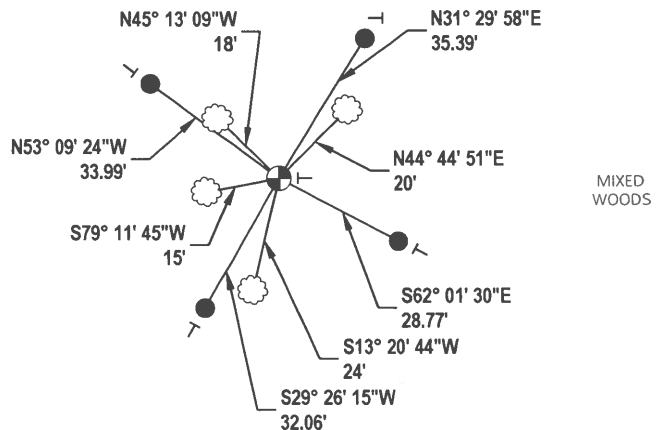 N45° 13' 09"W
18'
N31° 29' 58"E
35.39'
N53° 09' 24"W
33.99'
N44° 44' 51"E
20'
MIXED
WOODS
S79° 11' 45"W
15'
S62° 01' 30"E
28.77'
S13° 20' 44"W
24'
S29° 26' 15"W
32.06'